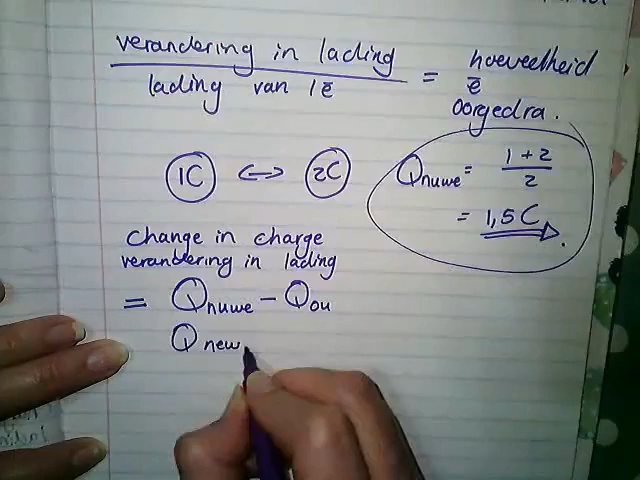 verandering in lading
lading van 1ē
= hoeveelheid
ē
oorgedra.
1C ⟷ 2C
Qnuwe = 1 + 2
2
= 1,5 C
Change in charge
verandering in lading
= Qnuwe − Qou
Qnew